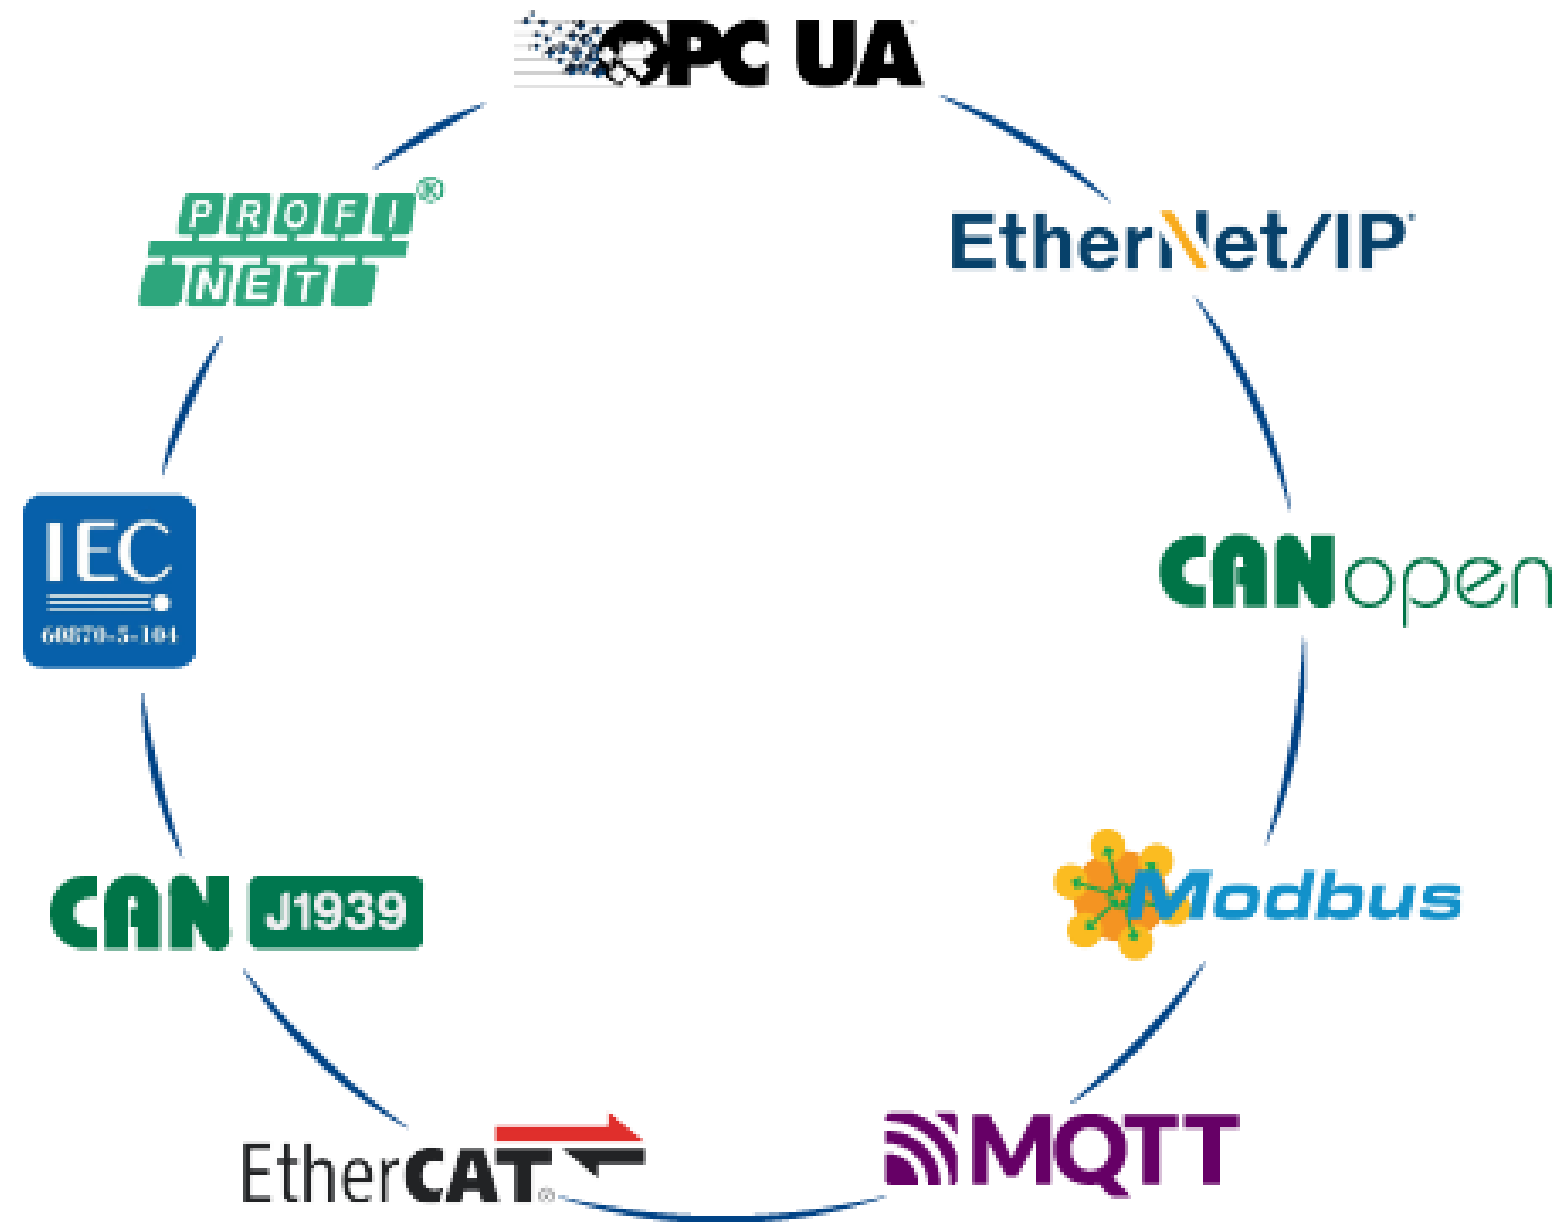 OPC UA
PROFI®
NET
EtherNet/IP
IEC
60870-5-104
CANopen
CAN J1939
Modbus
EtherCAT®
MQTT